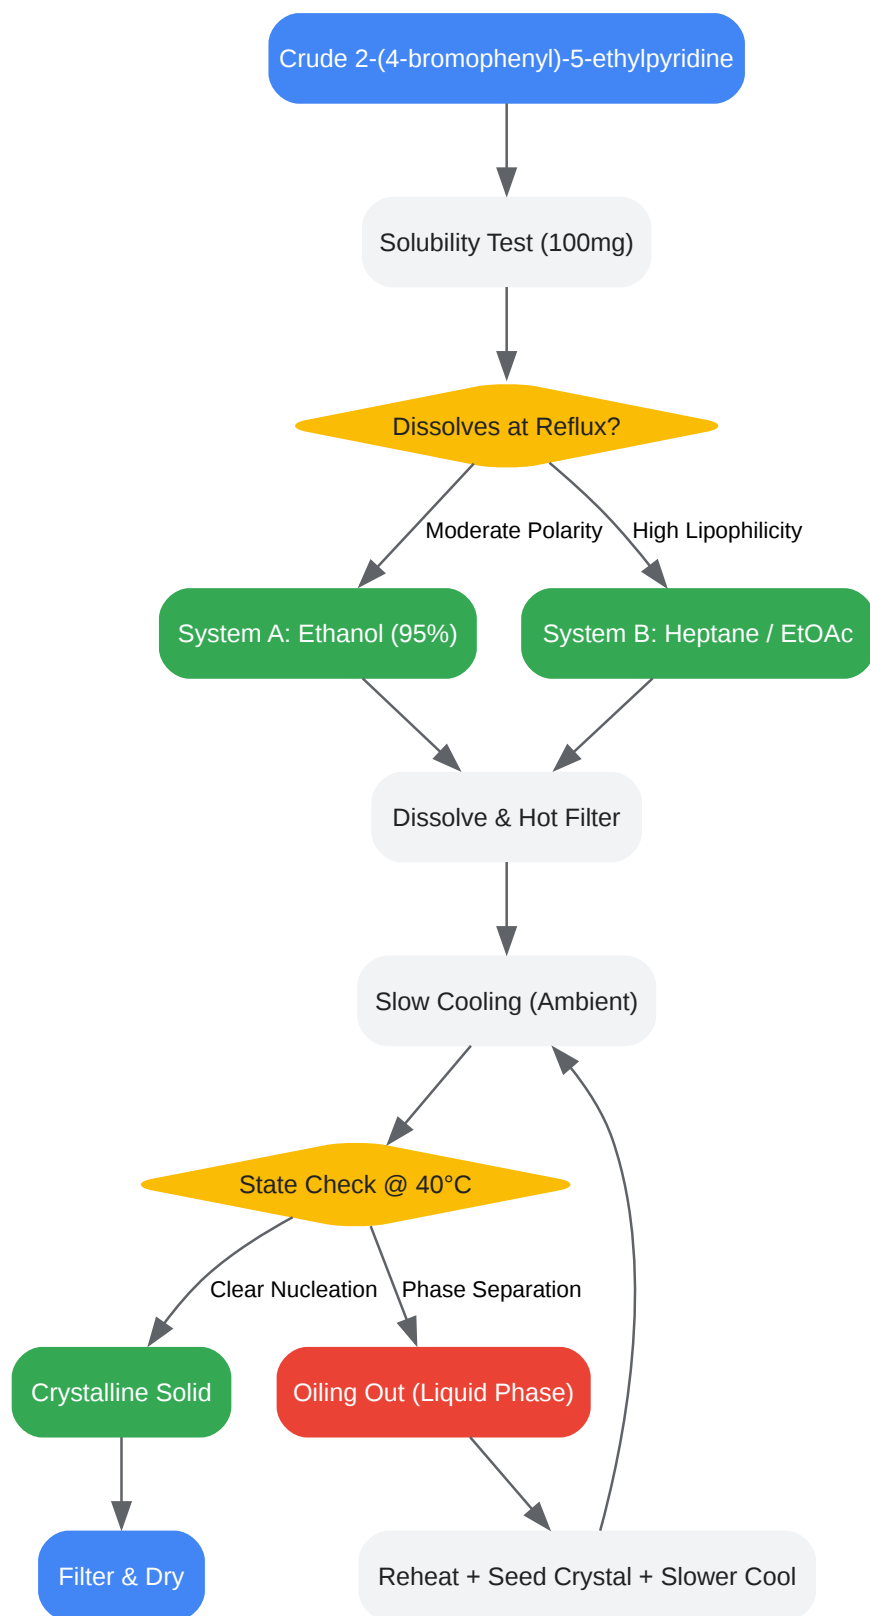 Crude 2-(4-bromophenyl)-5-ethylpyridine
Solubility Test (100mg)
Dissolves at Reflux?
Moderate Polarity
High Lipophilicity
System A: Ethanol (95%)
System B: Heptane / EtOAc
Dissolve & Hot Filter
Slow Cooling (Ambient)
State Check @ 40°C
Clear Nucleation
Phase Separation
Crystalline Solid
Oiling Out (Liquid Phase)
Filter & Dry
Reheat + Seed Crystal + Slower Cool